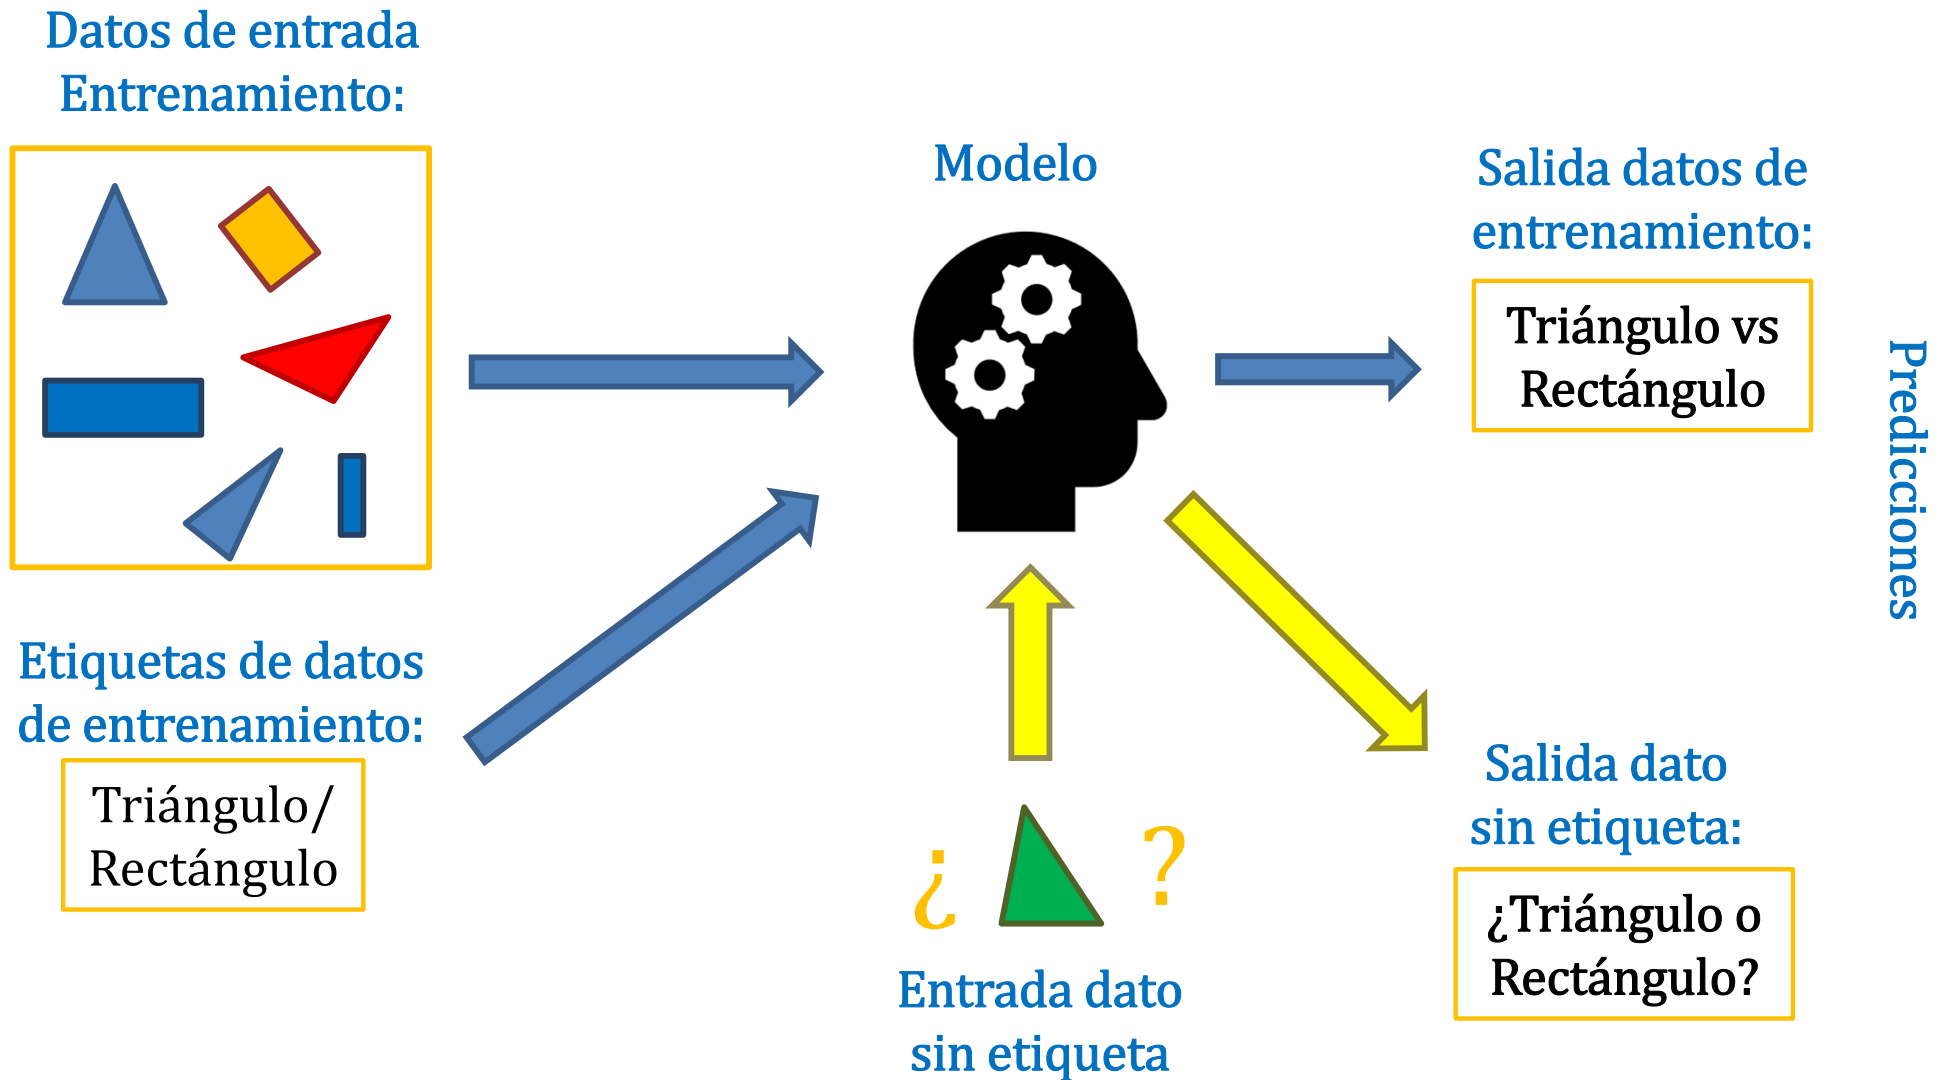 Datos de entrada
Entrenamiento:
Etiquetas de datos
de entrenamiento:
Triángulo/
Rectángulo
Modelo
¿ ?
Entrada dato
sin etiqueta
Salida datos de
entrenamiento:
Triángulo vs
Rectángulo
Salida dato
sin etiqueta:
¿Triángulo o
Rectángulo?
Predicciones